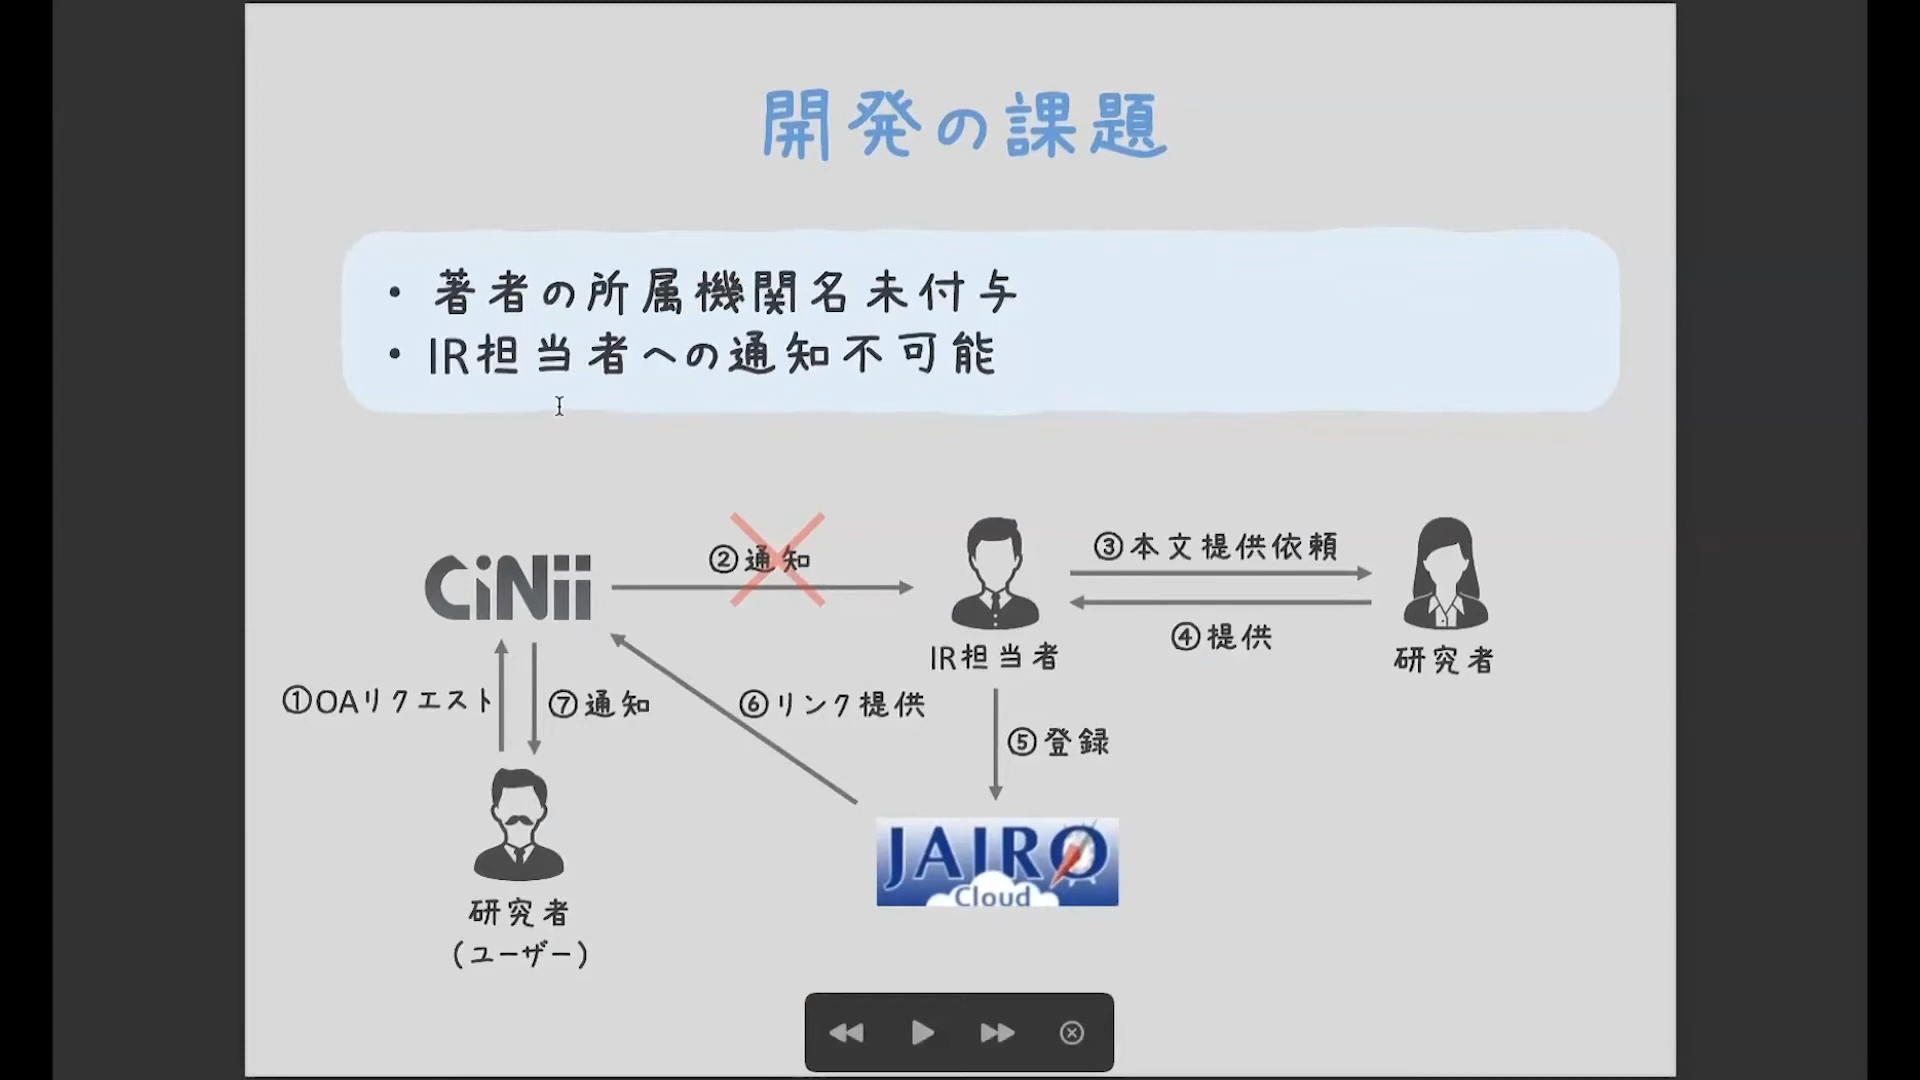 開発の課題
• 著者の所属機関名未付与
• IR担当者への通知不可能
②通知
③本文提供依頼
CiNii
④提供
IR担当者
研究者
①OAリクエスト
⑦通知
⑥リンク提供
⑤登録
JAIRO
Cloud
研究者
(ユーザー)